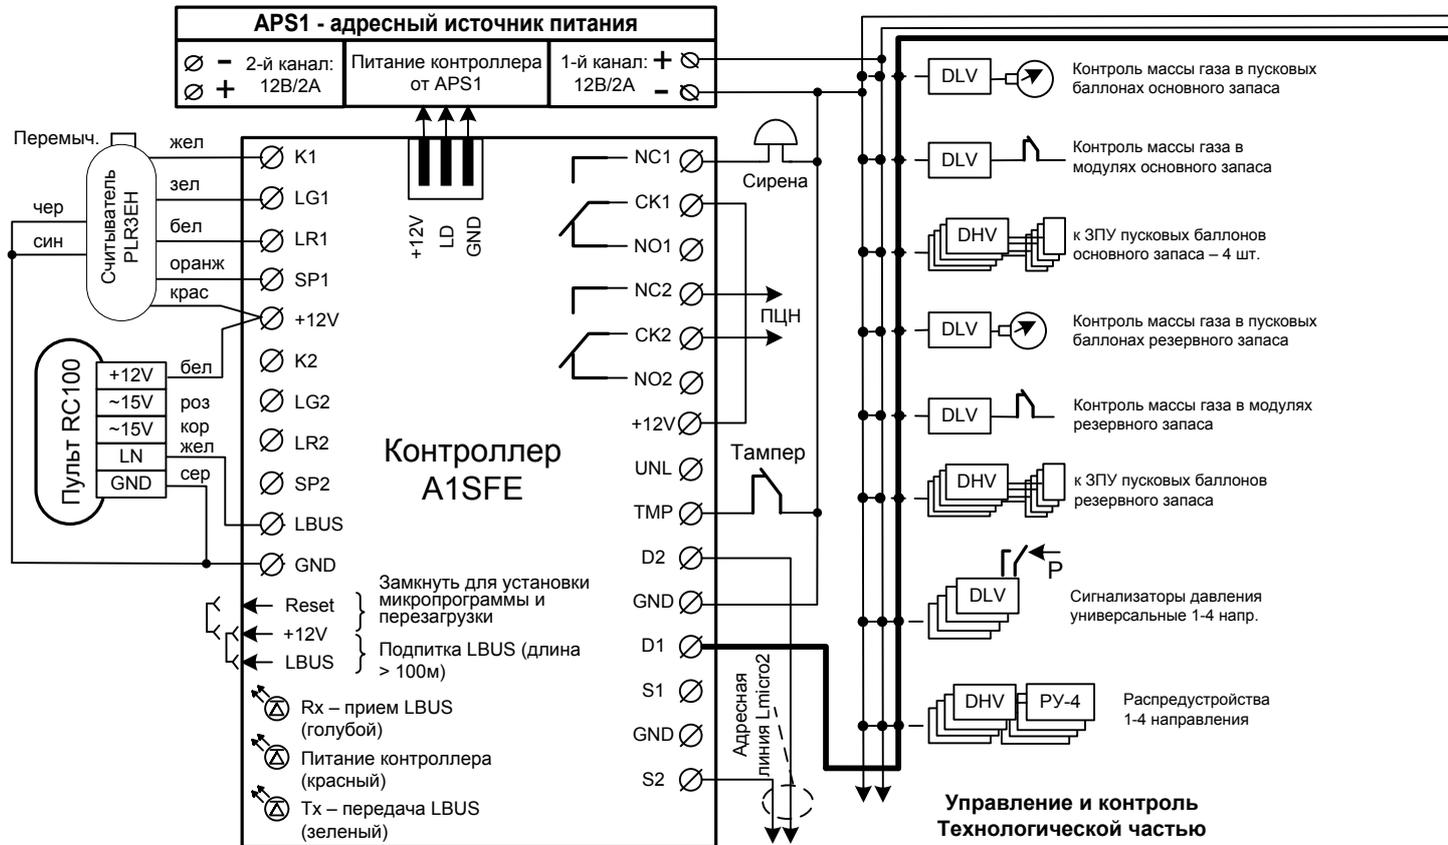 APS1 - адресный источник питания
- 2-й канал:
+ 12В/2А
Питание контроллера
от APS1
1-й канал: +
12В/2А -
Перемыч.
Считыватель
PLR3EH
чер
син
жел
зел
бел
оранж
крас
Пульт RC100
+12V
~15V
~15V
LN
GND
бел
роз
кор
жел
сер
K1
LG1
LR1
SP1
+12V
K2
LG2
LR2
SP2
LBUS
GND
Reset
+12V
LBUS
Замкнуть для установки
микропрограммы и
перезагрузки
Подпитка LBUS (длина
> 100м)
Rx – прием LBUS
(голубой)
Питание контроллера
(красный)
Tx – передача LBUS
(зеленый)
+12V
LD
GND
Контроллер
A1SFE
NC1
CK1
NO1
NC2
CK2
NO2
+12V
UNL
TMP
D2
GND
D1
S1
GND
S2
Сирена
ПЦН
Тампер
Адресная
линия Lmicro2
DLV
Контроль массы газа в пусковых
баллонах основного запаса
DLV
Контроль массы газа в
модулях основного запаса
DHV
к ЗПУ пусковых баллонов
основного запаса – 4 шт.
DLV
Контроль массы газа в пусковых
баллонах резервного запаса
DLV
Контроль массы газа в модулях
резервного запаса
DHV
к ЗПУ пусковых баллонов
резервного запаса
P
DLV
Сигнализаторы давления
универсальные 1-4 напр.
DHV
РУ-4
Распредустройства
1-4 направления
Управление и контроль
Технологической частью